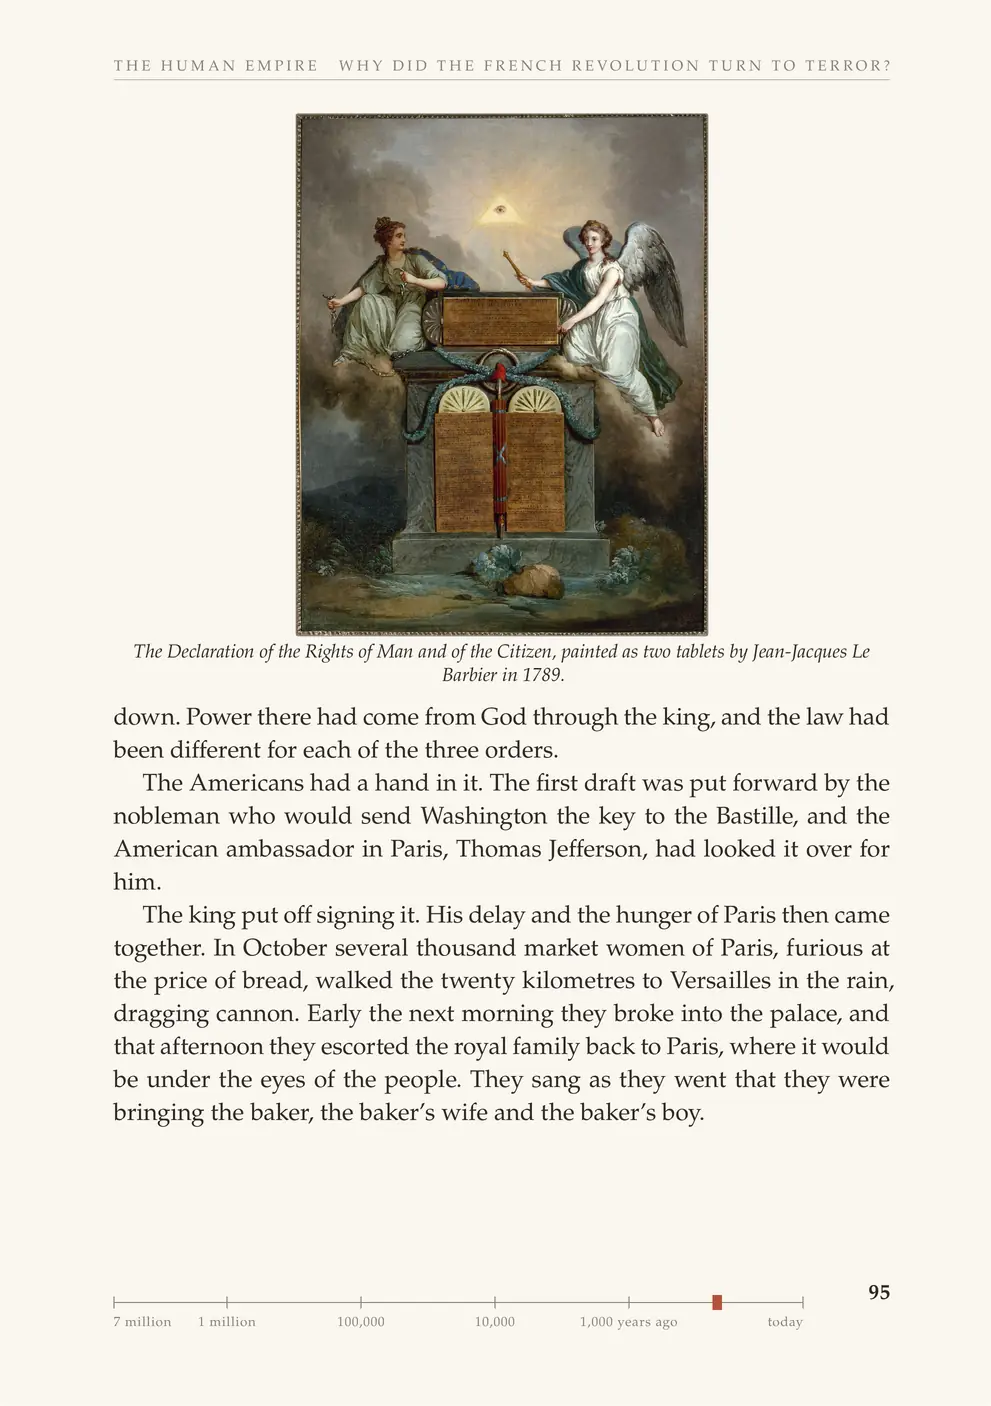 THE HUMAN EMPIRE WHY DID THE FRENCH REVOLUTION TURN TO TERROR?
The Declaration of the Rights of Man and of the Citizen, painted as two tablets by Jean-Jacques Le
Barbier in 1789.
down. Power there had come from God through the king, and the law had
been different for each of the three orders.
The Americans had a hand in it. The first draft was put forward by the
nobleman who would send Washington the key to the Bastille, and the
American ambassador in Paris, Thomas Jefferson, had looked it over for
him.
The king put off signing it. His delay and the hunger of Paris then came
together. In October several thousand market women of Paris, furious at
the price of bread, walked the twenty kilometres to Versailles in the rain,
dragging cannon. Early the next morning they broke into the palace, and
that afternoon they escorted the royal family back to Paris, where it would
be under the eyes of the people. They sang as they went that they were
bringing the baker, the baker’s wife and the baker’s boy.
95
7 million 1 million 100,000 10,000 1,000 years ago today